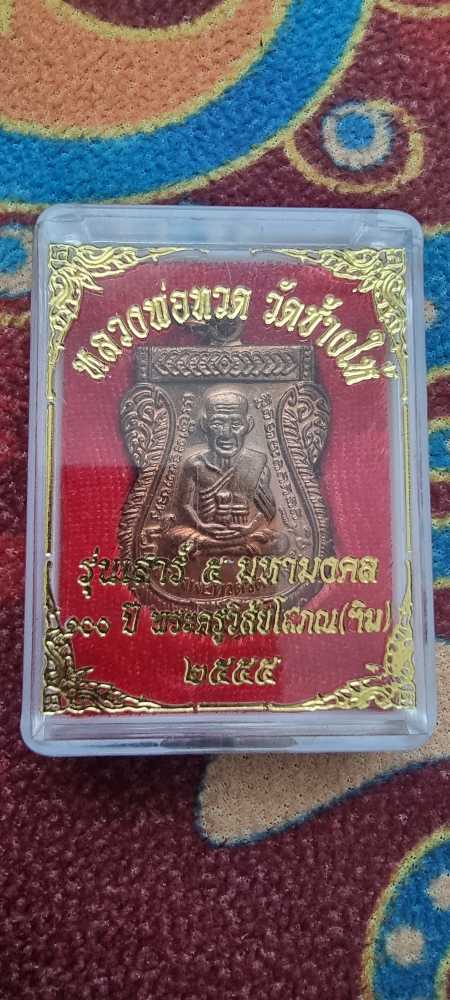 หลวงพ่อทวด วัดช้างให้
รุ่นเสาร์ ๕ มหามงคล
๑๐๐ ปี พระครูวิสัยโสภณ(ทิม)
๒๕๕๕